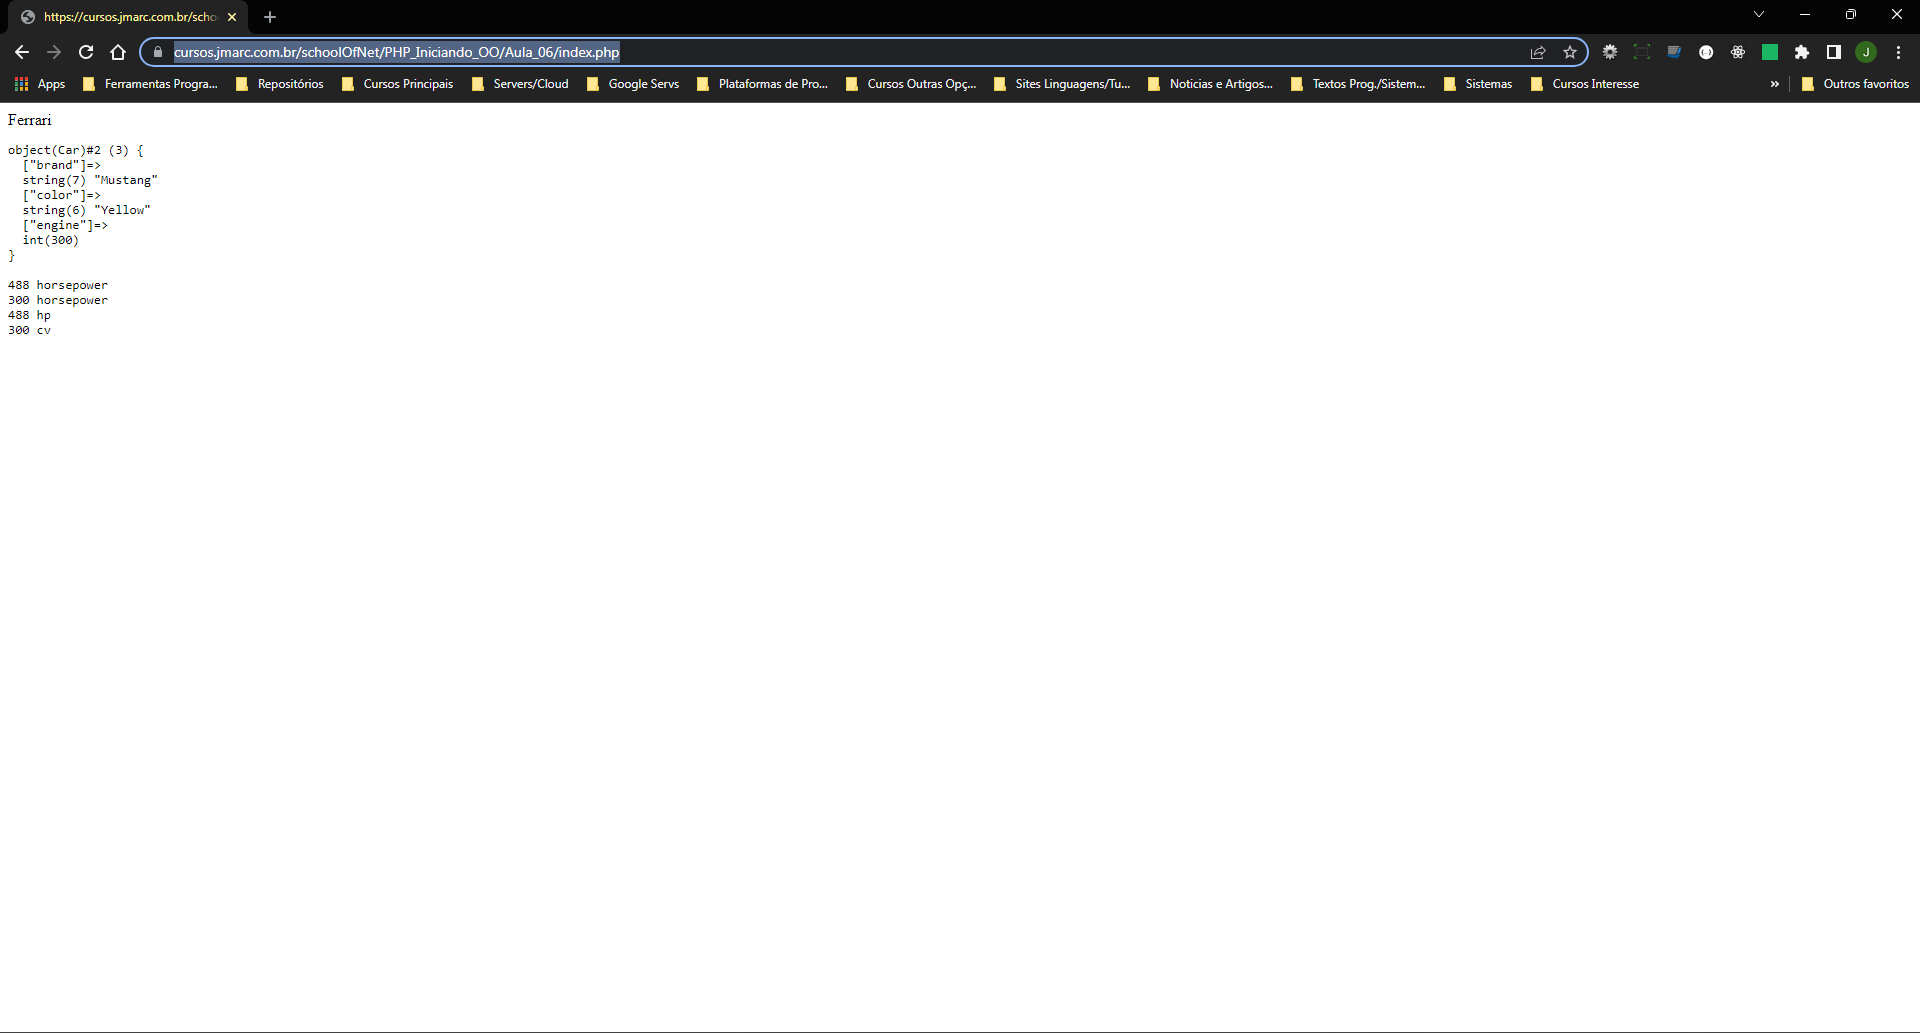 https://cursos.jmarc.com.br/scho
cursos.jmarc.com.br/schoolOfNet/PHP_Iniciando_OO/Aula_06/index.php
J
Apps Ferramentas Progra... Repositórios Cursos Principais Servers/Cloud Google Servs Plataformas de Pro... Cursos Outras Opç... Sites Linguagens/Tu... Noticias e Artigos... Textos Prog./Sistem... Sistemas Cursos Interesse » Outros favoritos
Ferrari
object(Car)#2 (3) {
  ["brand"]=>
  string(7) "Mustang"
  ["color"]=>
  string(6) "Yellow"
  ["engine"]=>
  int(300)
}
488 horsepower
300 horsepower
488 hp
300 cv